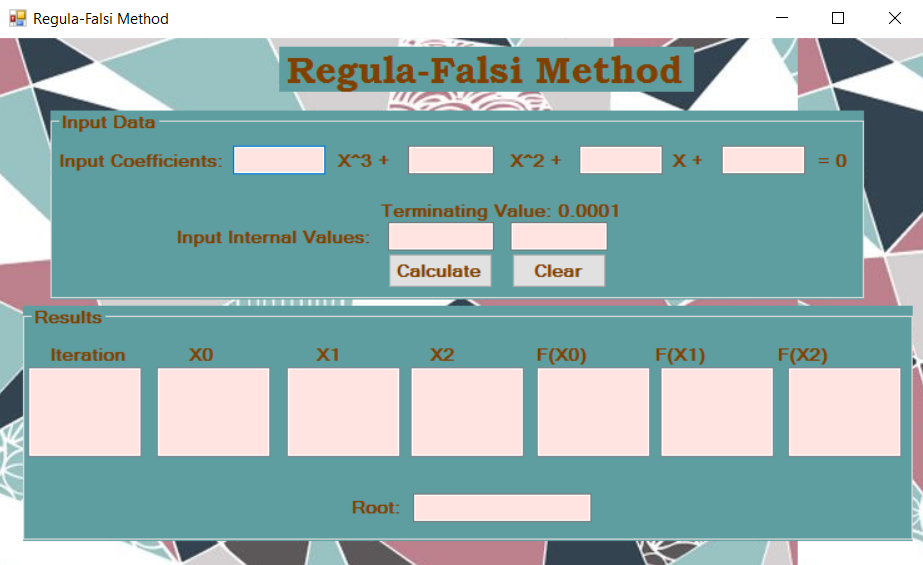 Regula-Falsi Method
Regula-Falsi Method
Input Data
Input Coefficients: X^3 + X^2 + X + = 0
Terminating Value: 0.0001
Input Internal Values:
Calculate Clear
Results
Iteration X0 X1 X2 F(X0) F(X1) F(X2)
Root: